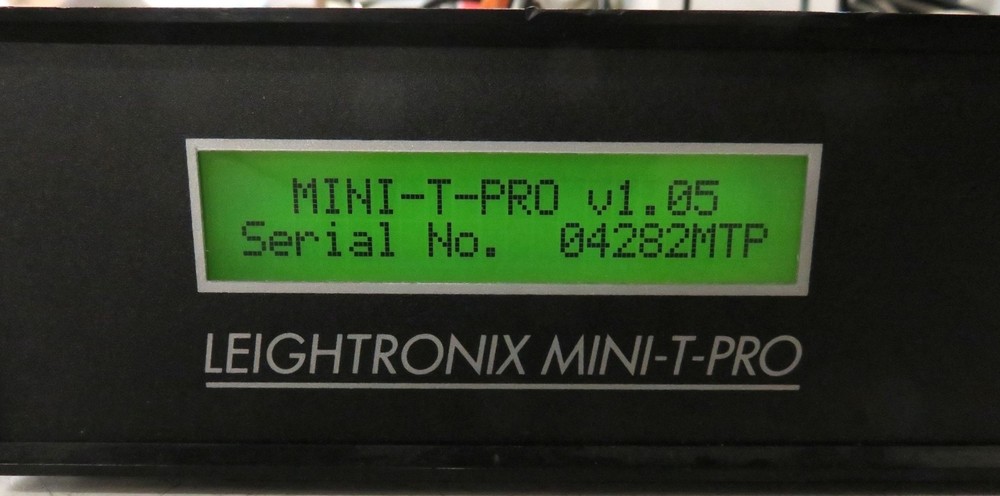 MINI-T-PRO v1.05
Serial No. 04282MTP
LEIGHTRONIX MINI-T-PRO